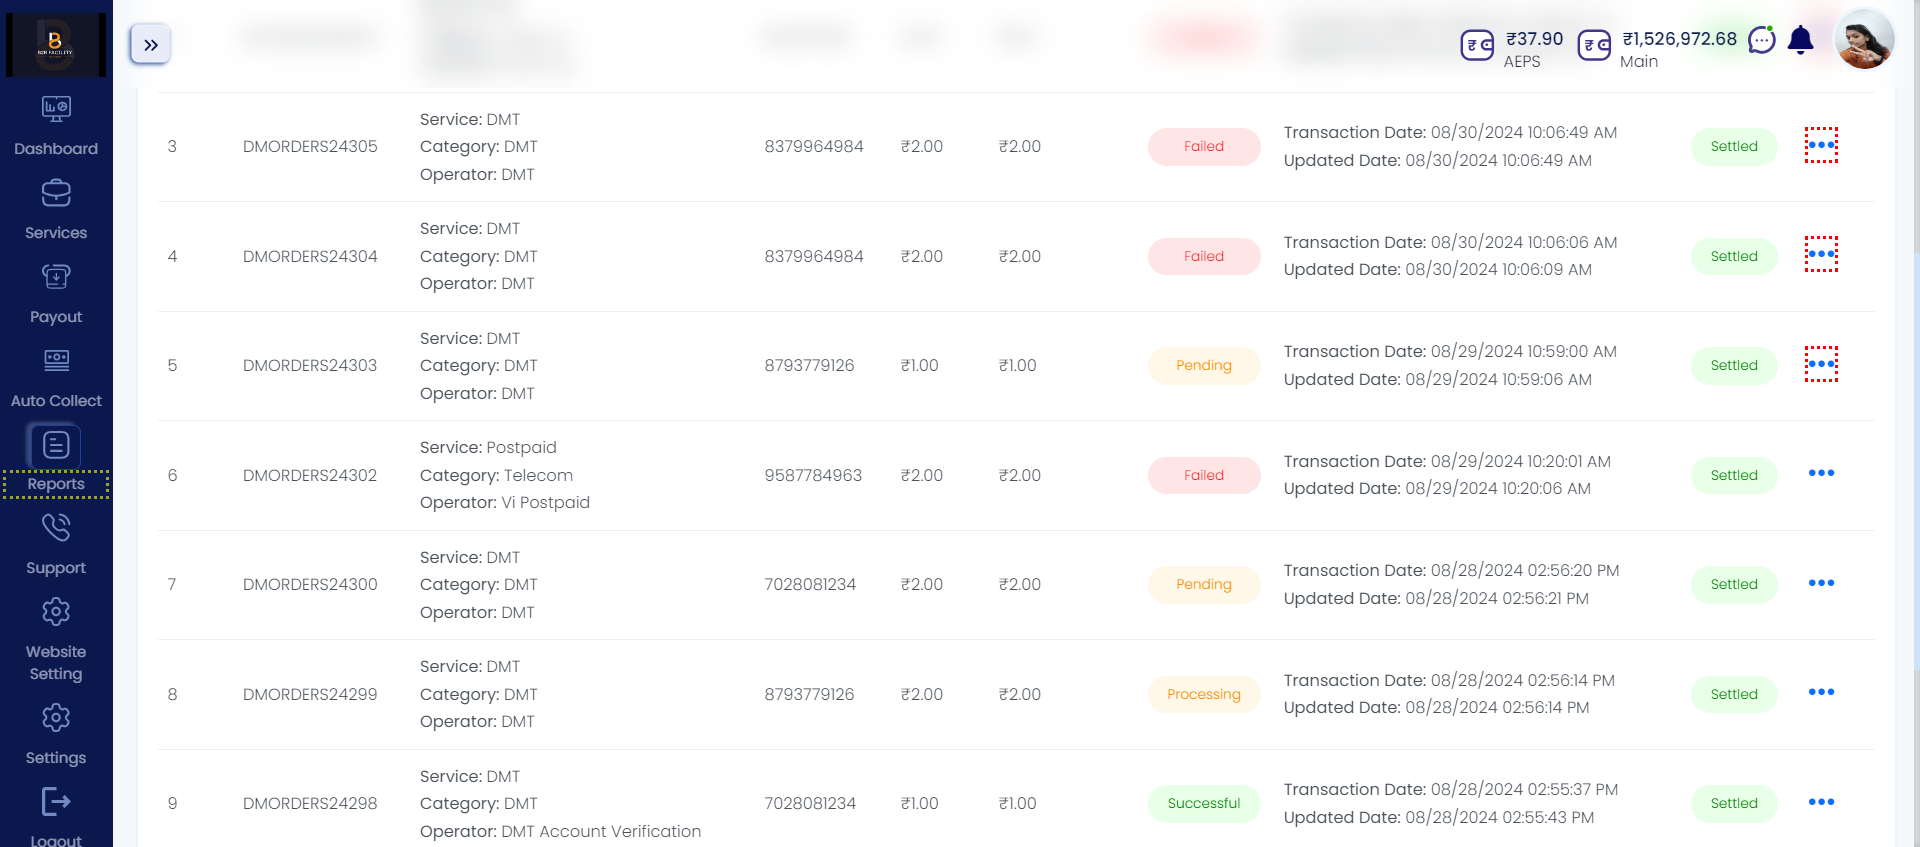 B2B FACILITY
₹37.90
AEPS
₹1,526,972.68
Main
Dashboard
Services
Payout
Auto Collect
Reports
Support
Website
Setting
Settings
Logout
3
DMORDERS24305
Service: DMT
Category: DMT
Operator: DMT
8379964984
₹2.00
₹2.00
Failed
Transaction Date: 08/30/2024 10:06:49 AM
Updated Date: 08/30/2024 10:06:49 AM
Settled
4
DMORDERS24304
Service: DMT
Category: DMT
Operator: DMT
8379964984
₹2.00
₹2.00
Failed
Transaction Date: 08/30/2024 10:06:06 AM
Updated Date: 08/30/2024 10:06:09 AM
Settled
5
DMORDERS24303
Service: DMT
Category: DMT
Operator: DMT
8793779126
₹1.00
₹1.00
Pending
Transaction Date: 08/29/2024 10:59:00 AM
Updated Date: 08/29/2024 10:59:06 AM
Settled
6
DMORDERS24302
Service: Postpaid
Category: Telecom
Operator: Vi Postpaid
9587784963
₹2.00
₹2.00
Failed
Transaction Date: 08/29/2024 10:20:01 AM
Updated Date: 08/29/2024 10:20:06 AM
Settled
7
DMORDERS24300
Service: DMT
Category: DMT
Operator: DMT
7028081234
₹2.00
₹2.00
Pending
Transaction Date: 08/28/2024 02:56:20 PM
Updated Date: 08/28/2024 02:56:21 PM
Settled
8
DMORDERS24299
Service: DMT
Category: DMT
Operator: DMT
8793779126
₹2.00
₹2.00
Processing
Transaction Date: 08/28/2024 02:56:14 PM
Updated Date: 08/28/2024 02:56:14 PM
Settled
9
DMORDERS24298
Service: DMT
Category: DMT
Operator: DMT Account Verification
7028081234
₹1.00
₹1.00
Successful
Transaction Date: 08/28/2024 02:55:37 PM
Updated Date: 08/28/2024 02:55:43 PM
Settled